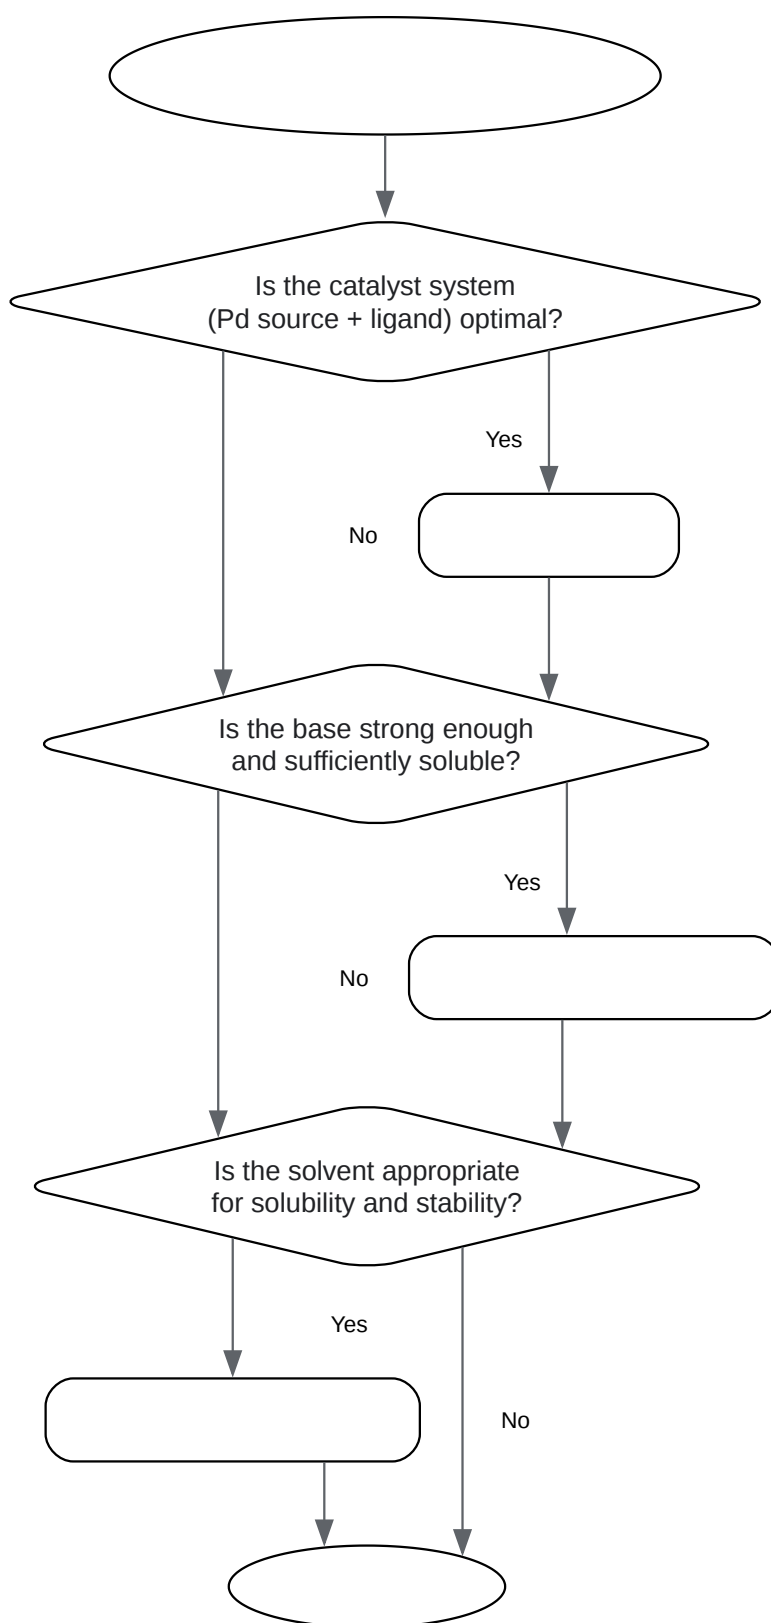 Is the catalyst system
(Pd source + ligand) optimal?
Yes
No
Is the base strong enough
and sufficiently soluble?
Yes
No
Is the solvent appropriate
for solubility and stability?
Yes
No